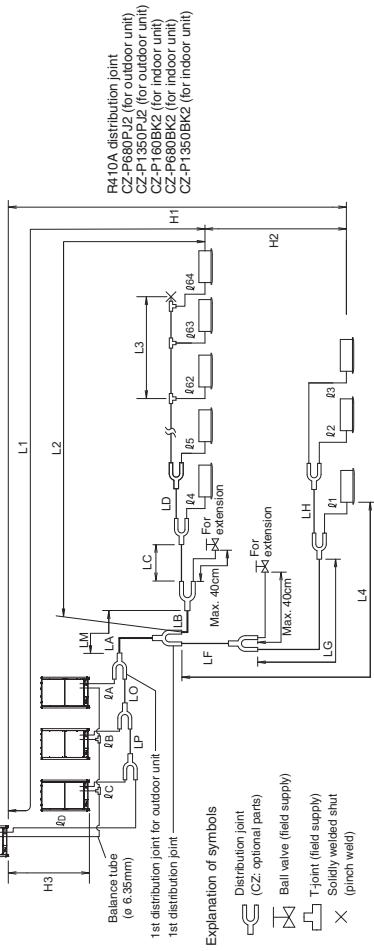 R410A distribution joint
CZ-P680PJ2 (for outdoor unit)
CZ-P1350PJ2 (for outdoor unit)
CZ-P160BK2 (for indoor unit)
CZ-P680BK2 (for indoor unit)
CZ-P1350BK2 (for indoor unit)
H1
H2
L1
L2
L3
ℓ64
ℓ63
ℓ62
ℓ5
ℓ4
LD
LC
For
extension
Max. 40cm
LB
LA
LM
ℓ3
ℓ2
ℓ1
LH
For
extension
Max. 40cm
LF
LG
L4
ℓA
ℓB
ℓC
ℓD
LO
LP
H3
Balance tube
(ø 6.35mm)
1st distribution joint for outdoor unit
1st distribution joint
Explanation of symbols
Distribution joint
(CZ: optional parts)
Ball valve (field supply)
T-joint (field supply)
Solidly welded shut
(pinch weld)